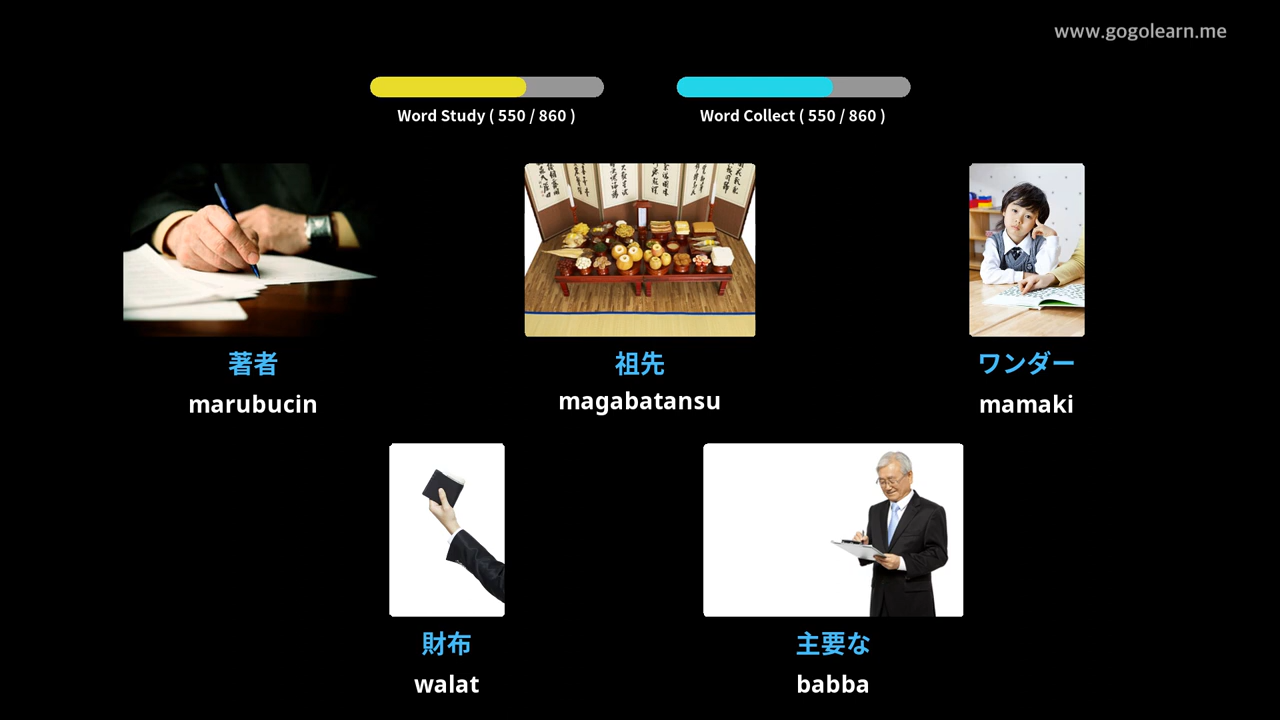 www.gogolearn.me
Word Study ( 550 / 860 )
Word Collect ( 550 / 860 )
著者
marubucin
祖先
magabatansu
ワンダー
mamaki
財布
walat
主要な
babba